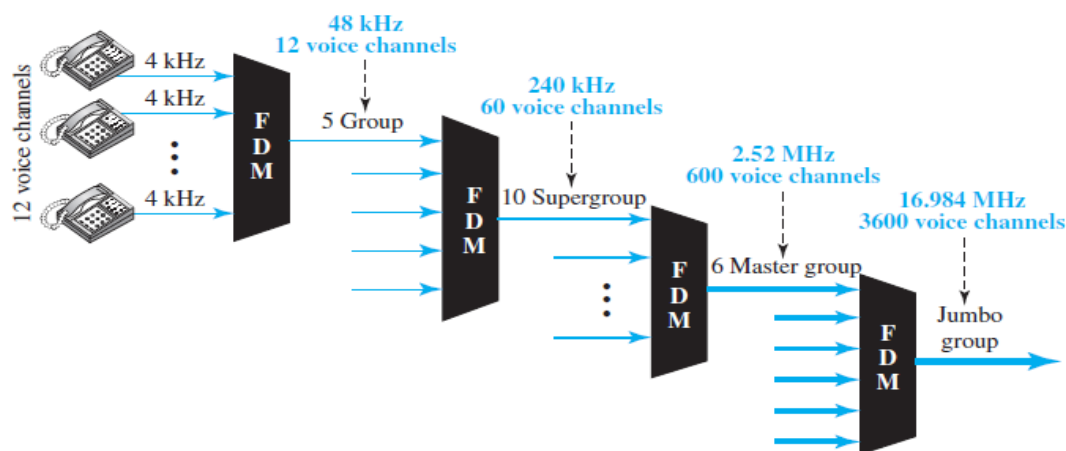 12 voice channels
4 kHz
4 kHz
4 kHz
F
D
M
48 kHz
12 voice channels
5 Group
F
D
M
240 kHz
60 voice channels
10 Supergroup
F
D
M
2.52 MHz
600 voice channels
6 Master group
F
D
M
16.984 MHz
3600 voice channels
Jumbo
group